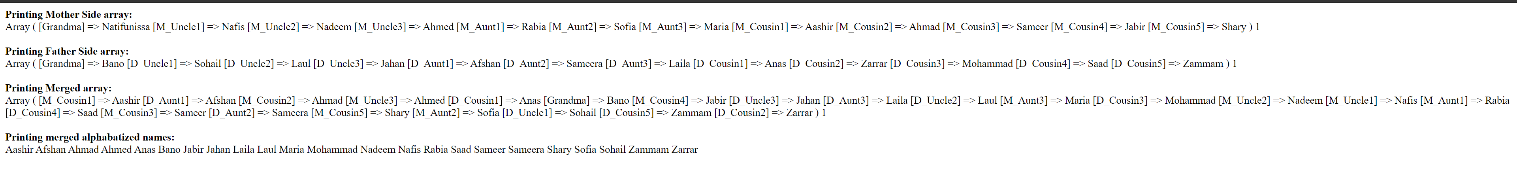 Printing Mother Side array:
Array ( [Grandma] => Natifunissa [M_Uncle1] => Nafis [M_Uncle2] => Nadeem [M_Uncle3] => Ahmed [M_Aunt1] => Rabia [M_Aunt2] => Sofia [M_Aunt3] => Maria [M_Cousin1] => Aashir [M_Cousin2] => Ahmad [M_Cousin3] => Sameer [M_Cousin4] => Jabir [M_Cousin5] => Shary ) 1
Printing Father Side array:
Array ( [Grandma] => Bano [D_Uncle1] => Sohail [D_Uncle2] => Laul [D_Uncle3] => Jahan [D_Aunt1] => Afshan [D_Aunt2] => Sameera [D_Aunt3] => Laila [D_Cousin1] => Anas [D_Cousin2] => Zarrar [D_Cousin3] => Mohammad [D_Cousin4] => Saad [D_Cousin5] => Zammam ) 1
Printing Merged array:
Array ( [M_Cousin1] => Aashir [D_Aunt1] => Afshan [M_Cousin2] => Ahmad [M_Uncle3] => Ahmed [D_Cousin1] => Anas [Grandma] => Bano [M_Cousin4] => Jabir [D_Uncle3] => Jahan [D_Aunt3] => Laila [D_Uncle2] => Laul [M_Aunt3] => Maria [D_Cousin3] => Mohammad [M_Uncle2] => Nadeem [M_Uncle1] => Nafis [M_Aunt1] => Rabia
[D_Cousin4] => Saad [M_Cousin3] => Sameer [D_Aunt2] => Sameera [M_Cousin5] => Shary [M_Aunt2] => Sofia [D_Uncle1] => Sohail [D_Cousin5] => Zammam [D_Cousin2] => Zarrar ) 1
Printing merged alphabetized names:
Aashir Afshan Ahmad Ahmed Anas Bano Jabir Jahan Laila Laul Maria Mohammad Nadeem Nafis Rabia Saad Sameer Sameera Shary Sofia Sohail Zammam Zarrar